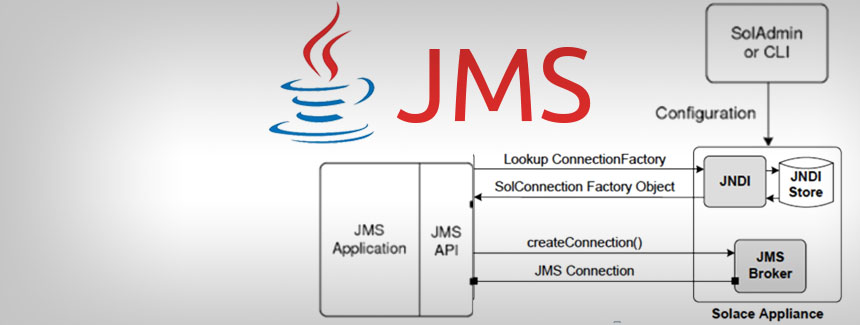 JMS
SolAdmin
or CLI
Configuration
Lookup ConnectionFactory
SolConnection Factory Object
JNDI
JNDI
Store
JMS
Application
JMS
API
createConnection()
JMS Connection
JMS
Broker
Solace Appliance